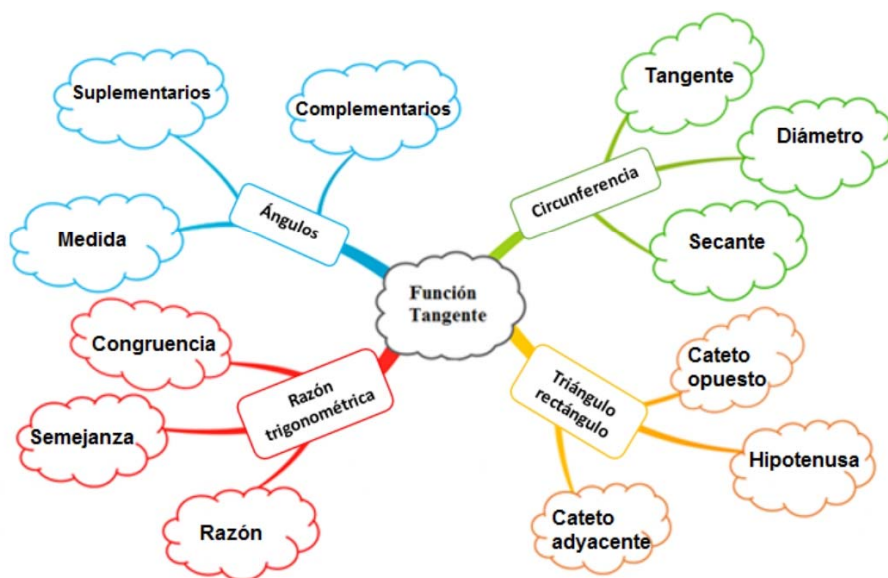 Suplementarios
Complementarios
Ángulos
Medida
Tangente
Diámetro
Circunferencia
Secante
Función
Tangente
Congruencia
Semejanza
Razón
trigonométrica
Razón
Triángulo
rectángulo
Cateto
opuesto
Hipotenusa
Cateto
adyacente